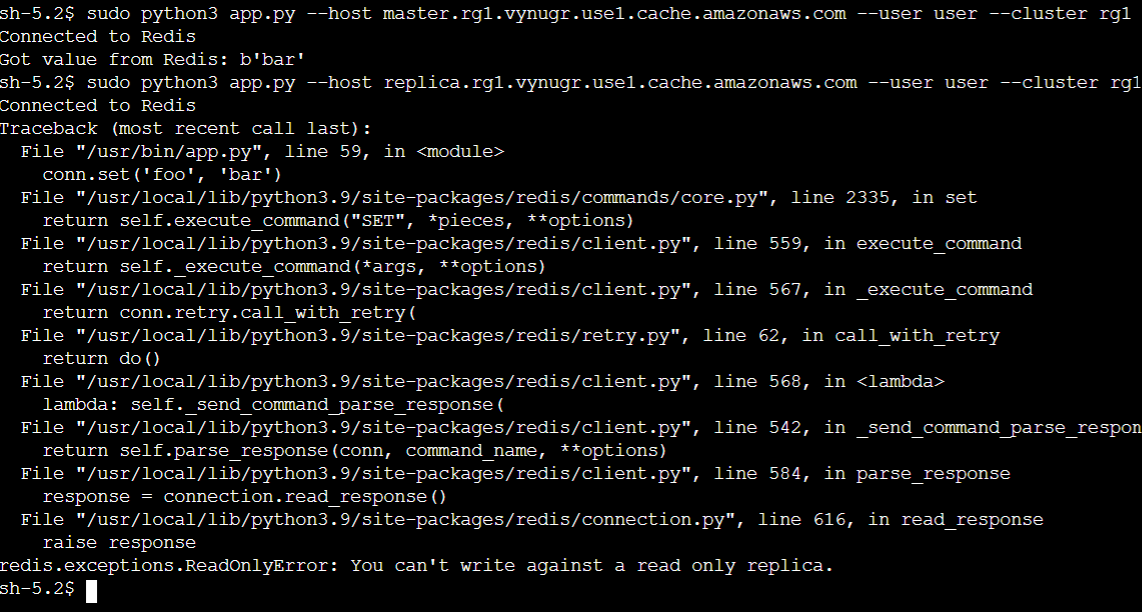 sh-5.2$ sudo python3 app.py --host master.rg1.vynugr.use1.cache.amazonaws.com --user user --cluster rg1
Connected to Redis
Got value from Redis: b'bar'
sh-5.2$ sudo python3 app.py --host replica.rg1.vynugr.use1.cache.amazonaws.com --user user --cluster rg1
Connected to Redis
Traceback (most recent call last):
  File "/usr/bin/app.py", line 59, in <module>
    conn.set('foo', 'bar')
  File "/usr/local/lib/python3.9/site-packages/redis/commands/core.py", line 2335, in set
    return self.execute_command("SET", *pieces, **options)
  File "/usr/local/lib/python3.9/site-packages/redis/client.py", line 559, in execute_command
    return self._execute_command(*args, **options)
  File "/usr/local/lib/python3.9/site-packages/redis/client.py", line 567, in _execute_command
    return conn.retry.call_with_retry(
  File "/usr/local/lib/python3.9/site-packages/redis/retry.py", line 62, in call_with_retry
    return do()
  File "/usr/local/lib/python3.9/site-packages/redis/client.py", line 568, in <lambda>
    lambda: self._send_command_parse_response(
  File "/usr/local/lib/python3.9/site-packages/redis/client.py", line 542, in _send_command_parse_respon
    return self.parse_response(conn, command_name, **options)
  File "/usr/local/lib/python3.9/site-packages/redis/client.py", line 584, in parse_response
    response = connection.read_response()
  File "/usr/local/lib/python3.9/site-packages/redis/connection.py", line 616, in read_response
    raise response
redis.exceptions.ReadOnlyError: You can't write against a read only replica.
sh-5.2$